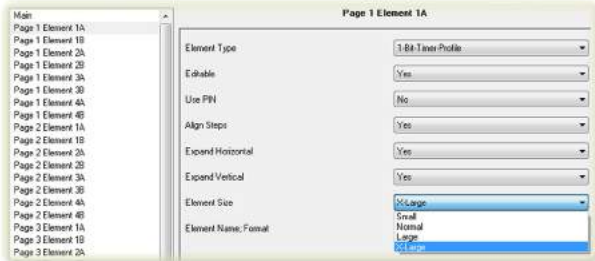 Main
Page 1 Element 1A
Page 1 Element 1B
Page 1 Element 2A
Page 1 Element 2B
Page 1 Element 3A
Page 1 Element 3B
Page 1 Element 4A
Page 1 Element 4B
Page 2 Element 1A
Page 2 Element 1B
Page 2 Element 2A
Page 2 Element 2B
Page 2 Element 3A
Page 2 Element 3B
Page 2 Element 4A
Page 2 Element 4B
Page 3 Element 1A
Page 3 Element 1B
Page 3 Element 2A
Page 1 Element 1A
Element Type
1-Bit-Timer-Profile
Editable
Yes
Use PIN
No
Align Steps
Yes
Expand Horizontal
Yes
Expand Vertical
Yes
Element Size
X-Large
Small
Normal
Large
X-Large
Element Name; Format